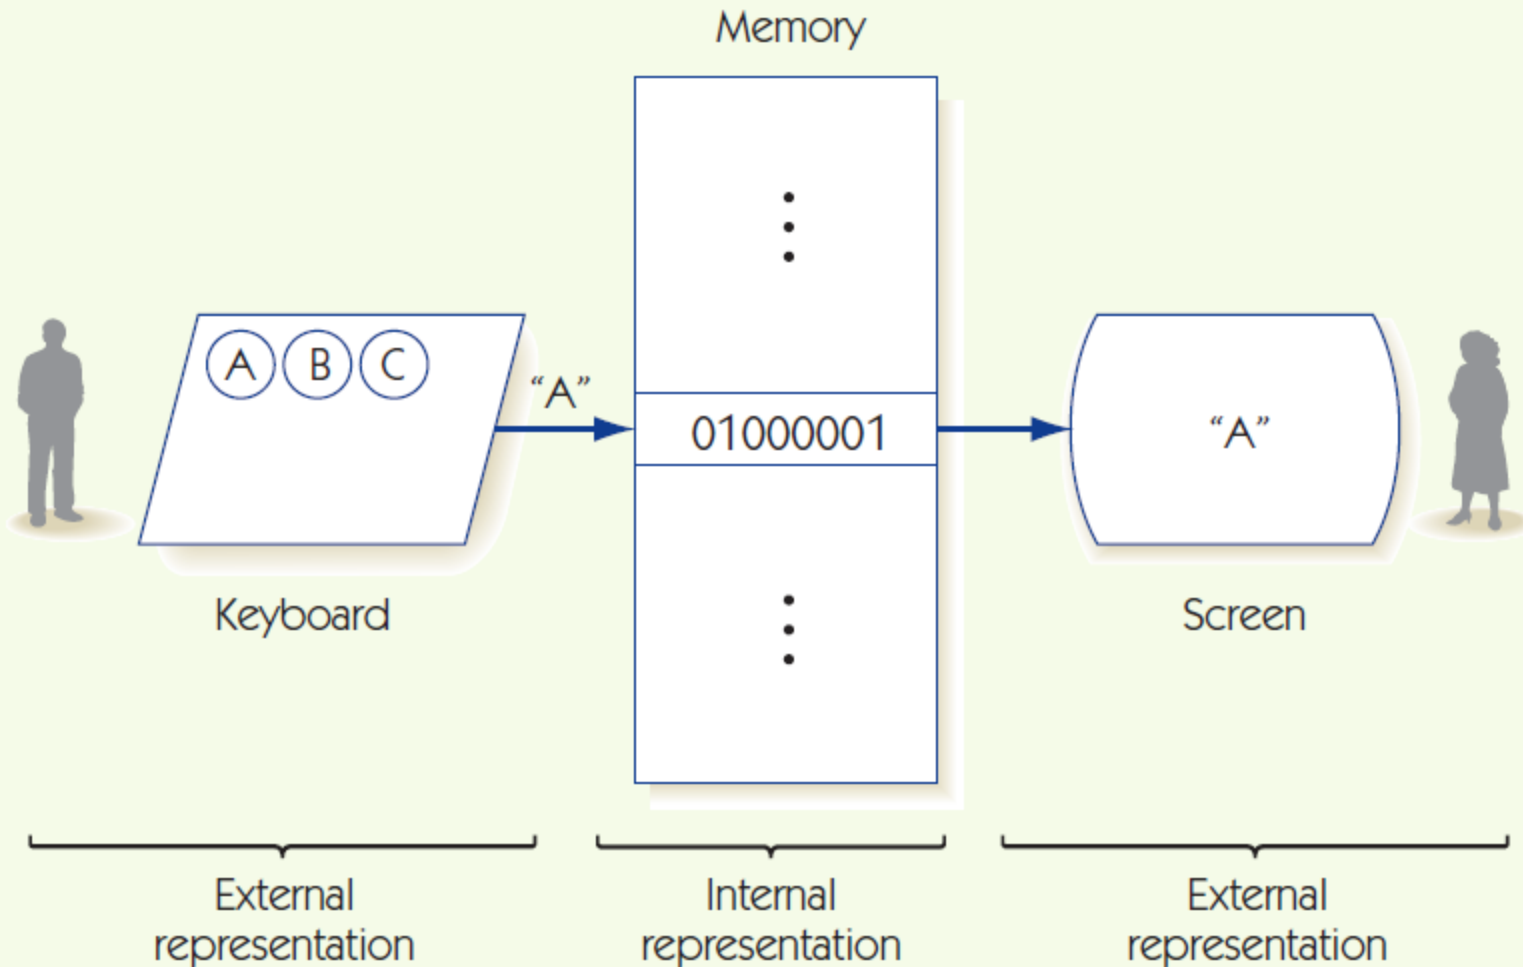 Memory
A B C
“A”
01000001
“A”
Keyboard
Screen
External
representation
Internal
representation
External
representation